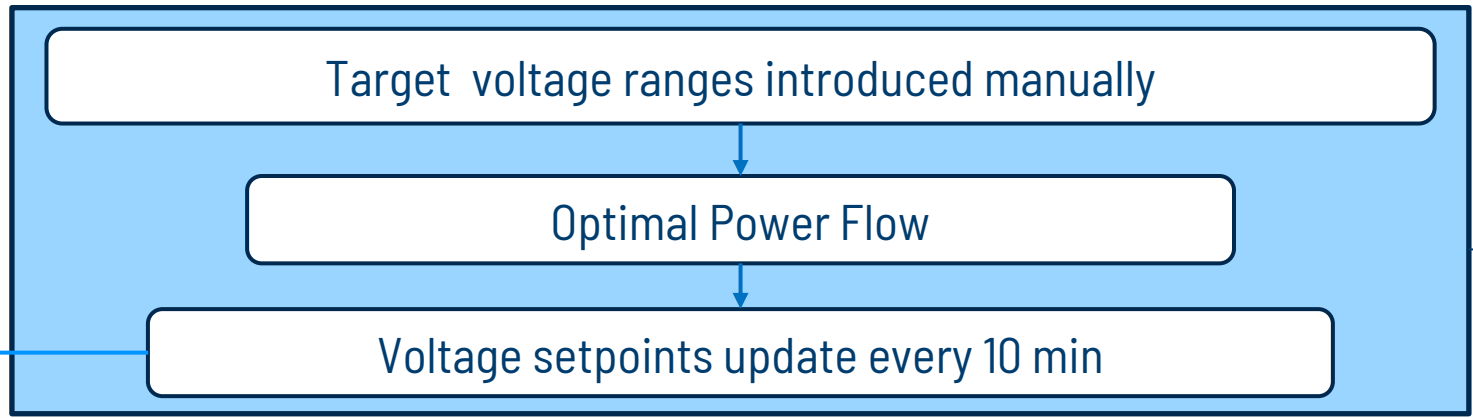 Target  voltage ranges introduced manually
Optimal Power Flow
Voltage setpoints update every 10 min